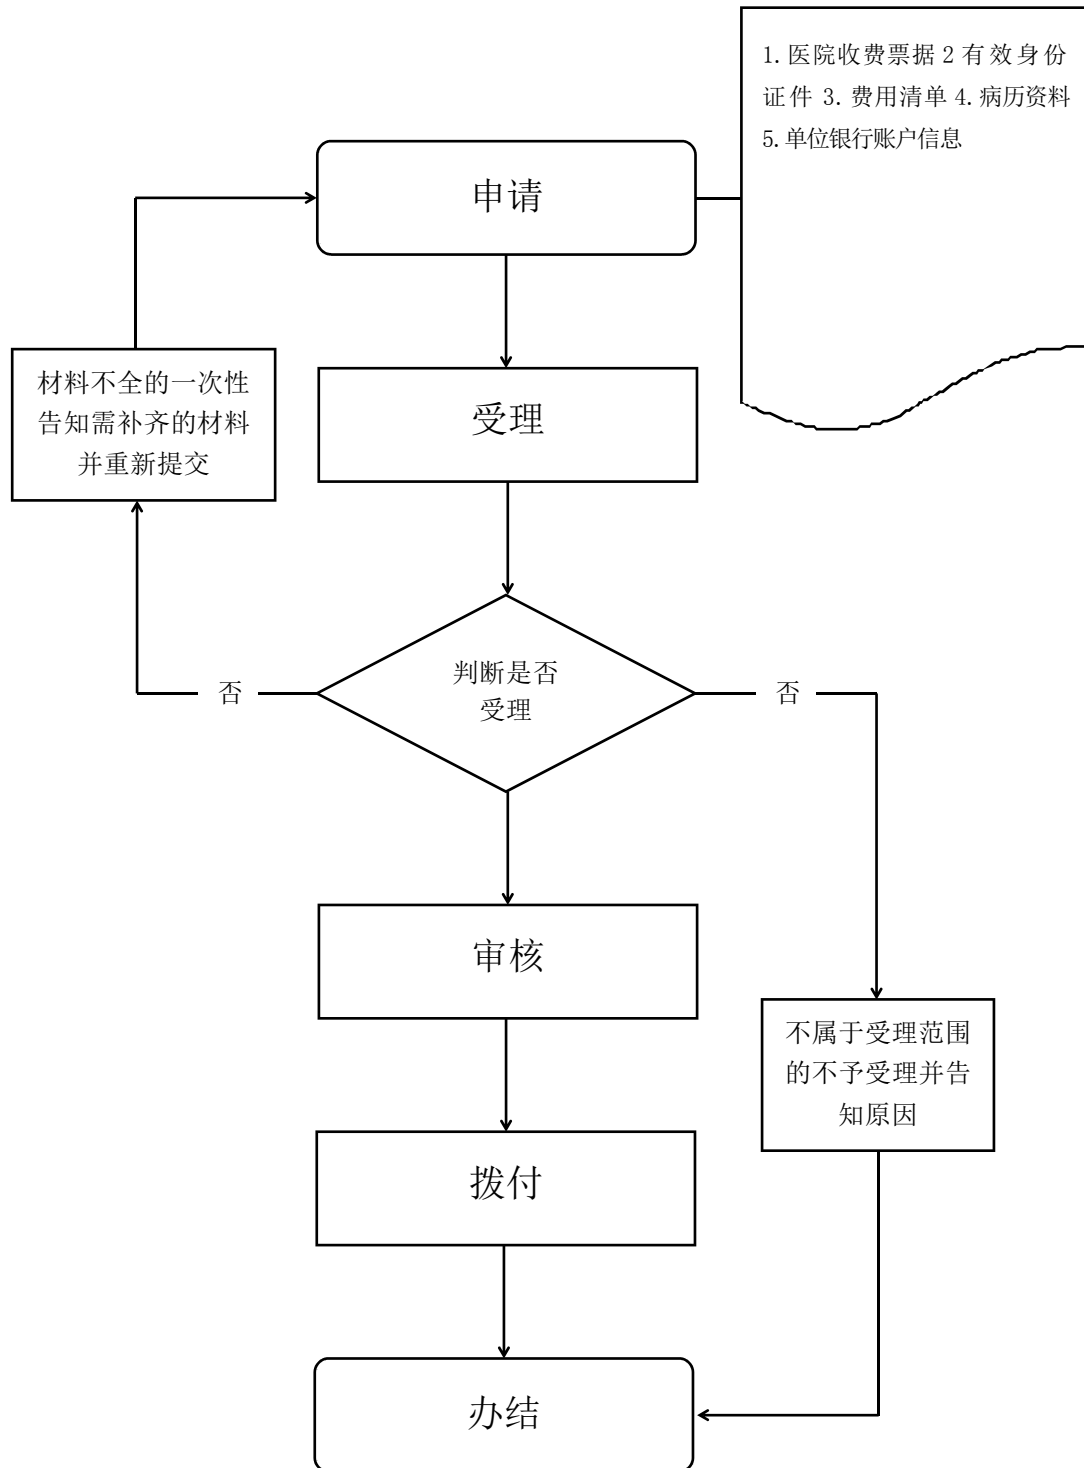 1.医院收费票据 2 有效身份
证件 3.费用清单 4.病历资料
5.单位银行账户信息
申请
材料不全的一次性
告知需补齐的材料
并重新提交
受理
判断是否
受理
否
否
审核
不属于受理范围
的不予受理并告
知原因
拨付
办结